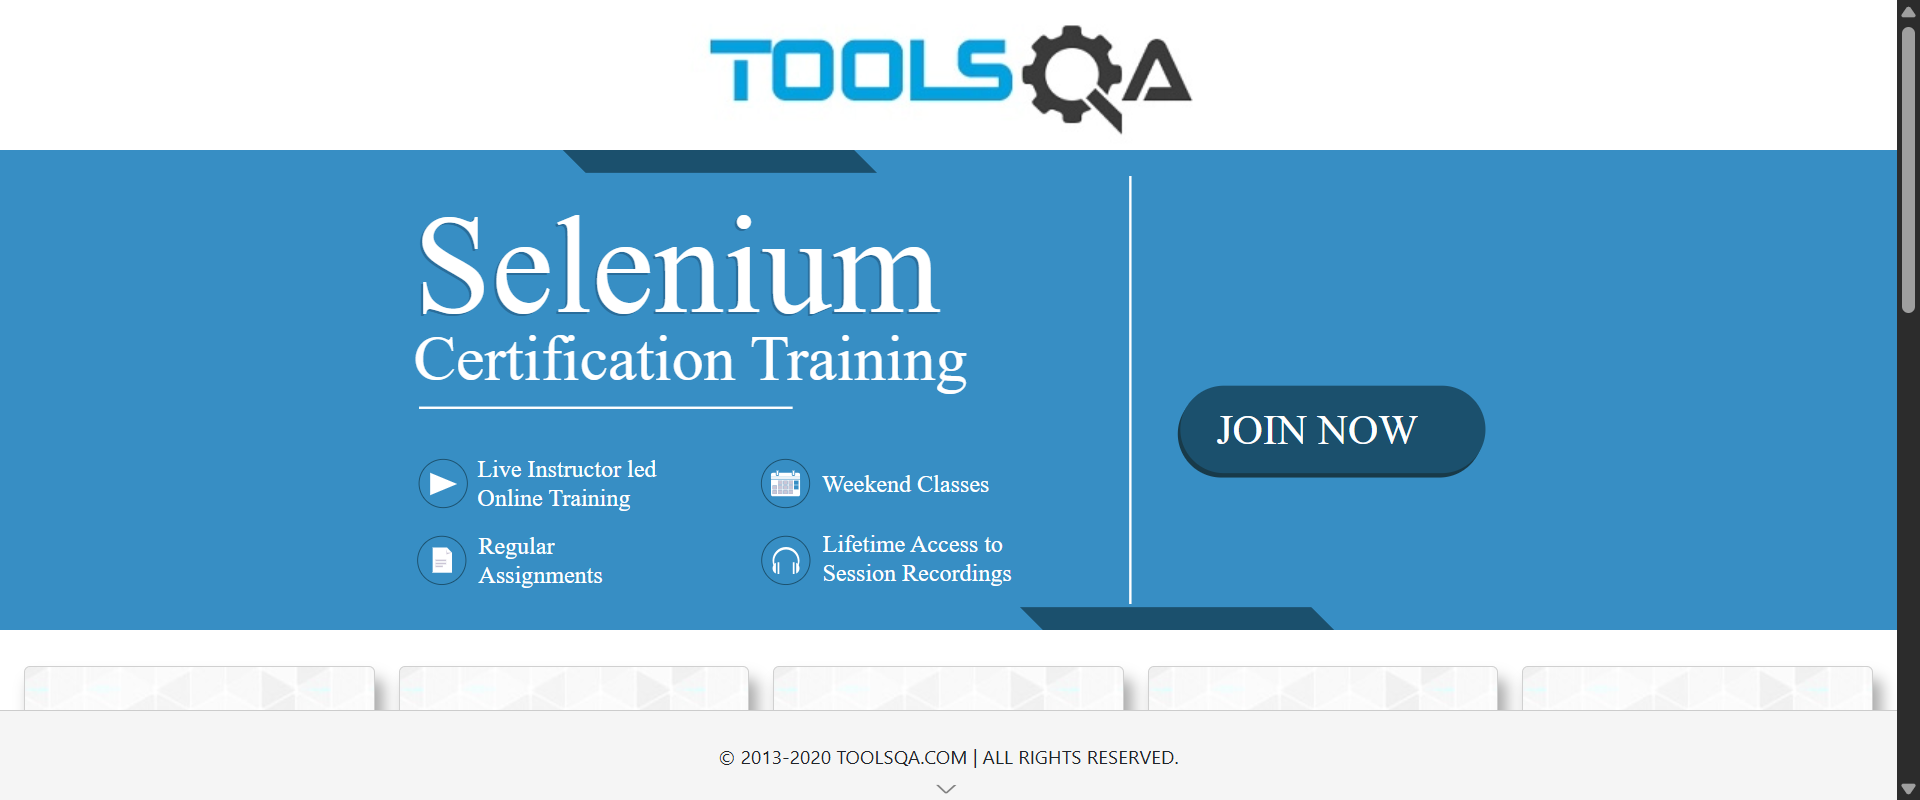 TOOLSQA
Selenium
Certification Training
JOIN NOW
Live Instructor led
Online Training
Weekend Classes
Regular
Assignments
Lifetime Access to
Session Recordings
© 2013-2020 TOOLSQA.COM | ALL RIGHTS RESERVED.